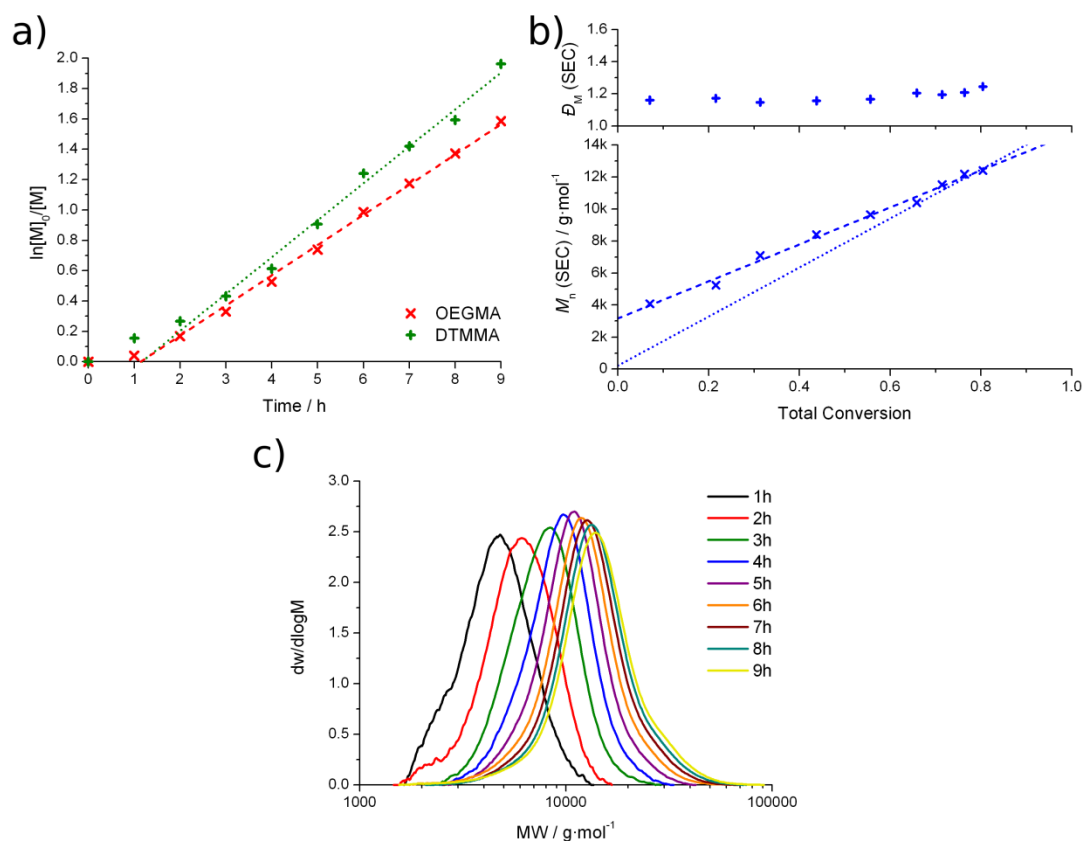 a)
2.0
1.8
1.6
1.4
1.2
1.0
0.8
0.6
0.4
0.2
0.0
ln[M]₀/[M]
0 1 2 3 4 5 6 7 8 9
Time / h
OEGMA
DTMMA
b)
1.6
1.4
1.2
1.0
Đ_M (SEC)
14k
12k
10k
8k
6k
4k
2k
0
M_n (SEC) / g·mol⁻¹
0.0 0.2 0.4 0.6 0.8 1.0
Total Conversion
c)
3.0
2.5
2.0
1.5
1.0
0.5
0.0
dw/dlogM
1000 10000 100000
MW / g·mol⁻¹
1h
2h
3h
4h
5h
6h
7h
8h
9h